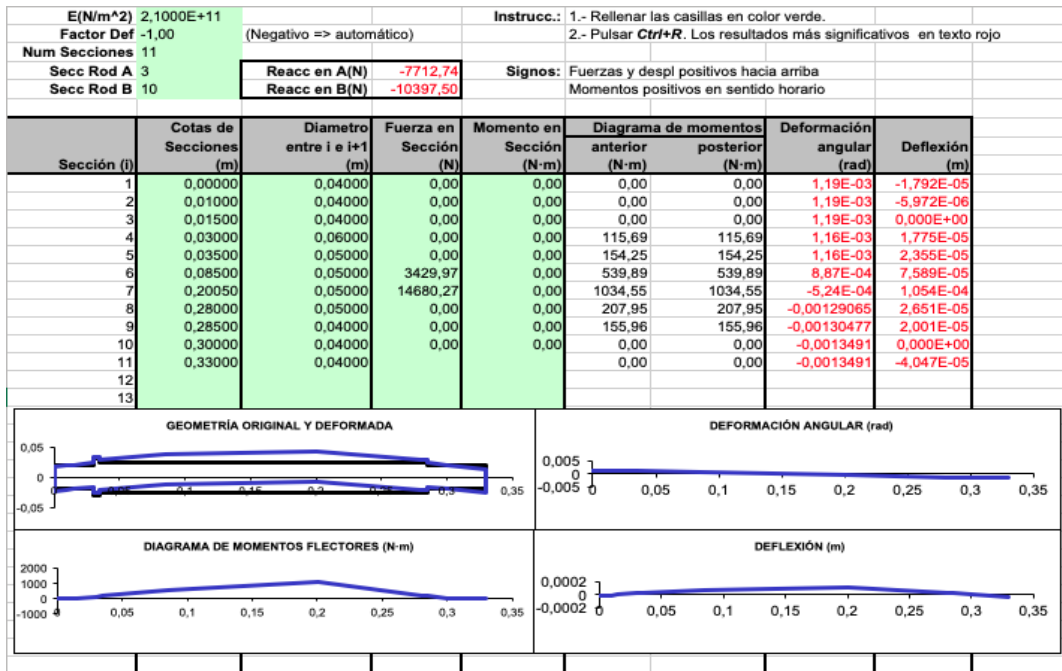 E(N/m^2) 2,1000E+11 Instrucc.: 1.- Rellenar las casillas en color verde.
Factor Def -1,00 (Negativo => automático) 2.- Pulsar Ctrl+R. Los resultados más significativos en texto rojo
Num Secciones 11
Secc Rod A 3 Reacc en A(N) -7712,74 Signos: Fuerzas y despl positivos hacia arriba
Secc Rod B 10 Reacc en B(N) -10397,50 Momentos positivos en sentido horario
Cotas de Diametro Fuerza en Momento en Diagrama de momentos Deformación
Secciones entre i e i+1 Sección Sección anterior posterior angular Deflexión
Sección (i) (m) (m) (N) (N·m) (N·m) (N·m) (rad) (m)
1 0,00000 0,04000 0,00 0,00 0,00 0,00 1,19E-03 -1,792E-05
2 0,01000 0,04000 0,00 0,00 0,00 0,00 1,19E-03 -5,972E-06
3 0,01500 0,04000 0,00 0,00 0,00 0,00 1,19E-03 0,000E+00
4 0,03000 0,06000 0,00 0,00 115,69 115,69 1,16E-03 1,775E-05
5 0,03500 0,05000 0,00 0,00 154,25 154,25 1,16E-03 2,355E-05
6 0,08500 0,05000 3429,97 0,00 539,89 539,89 8,87E-04 7,589E-05
7 0,20050 0,05000 14680,27 0,00 1034,55 1034,55 -5,24E-04 1,054E-04
8 0,28000 0,05000 0,00 0,00 207,95 207,95 -0,00129065 2,651E-05
9 0,28500 0,04000 0,00 0,00 155,96 155,96 -0,00130477 2,001E-05
10 0,30000 0,04000 0,00 0,00 0,00 0,00 -0,0013491 0,000E+00
11 0,33000 0,04000 0,00 0,00 -0,0013491 -4,047E-05
12
13
GEOMETRÍA ORIGINAL Y DEFORMADA
0,05
0
-0,05
0 0,05 0,1 0,2 0,25 0,3 0,35
DEFORMACIÓN ANGULAR (rad)
0,005
0
-0,005
0 0,05 0,1 0,15 0,2 0,25 0,3 0,35
DIAGRAMA DE MOMENTOS FLECTORES (N·m)
2000
1000
0
-1000
0 0,05 0,1 0,15 0,2 0,25 0,3 0,35
DEFLEXIÓN (m)
0,0002
0
-0,0002
0 0,05 0,1 0,15 0,2 0,25 0,3 0,35